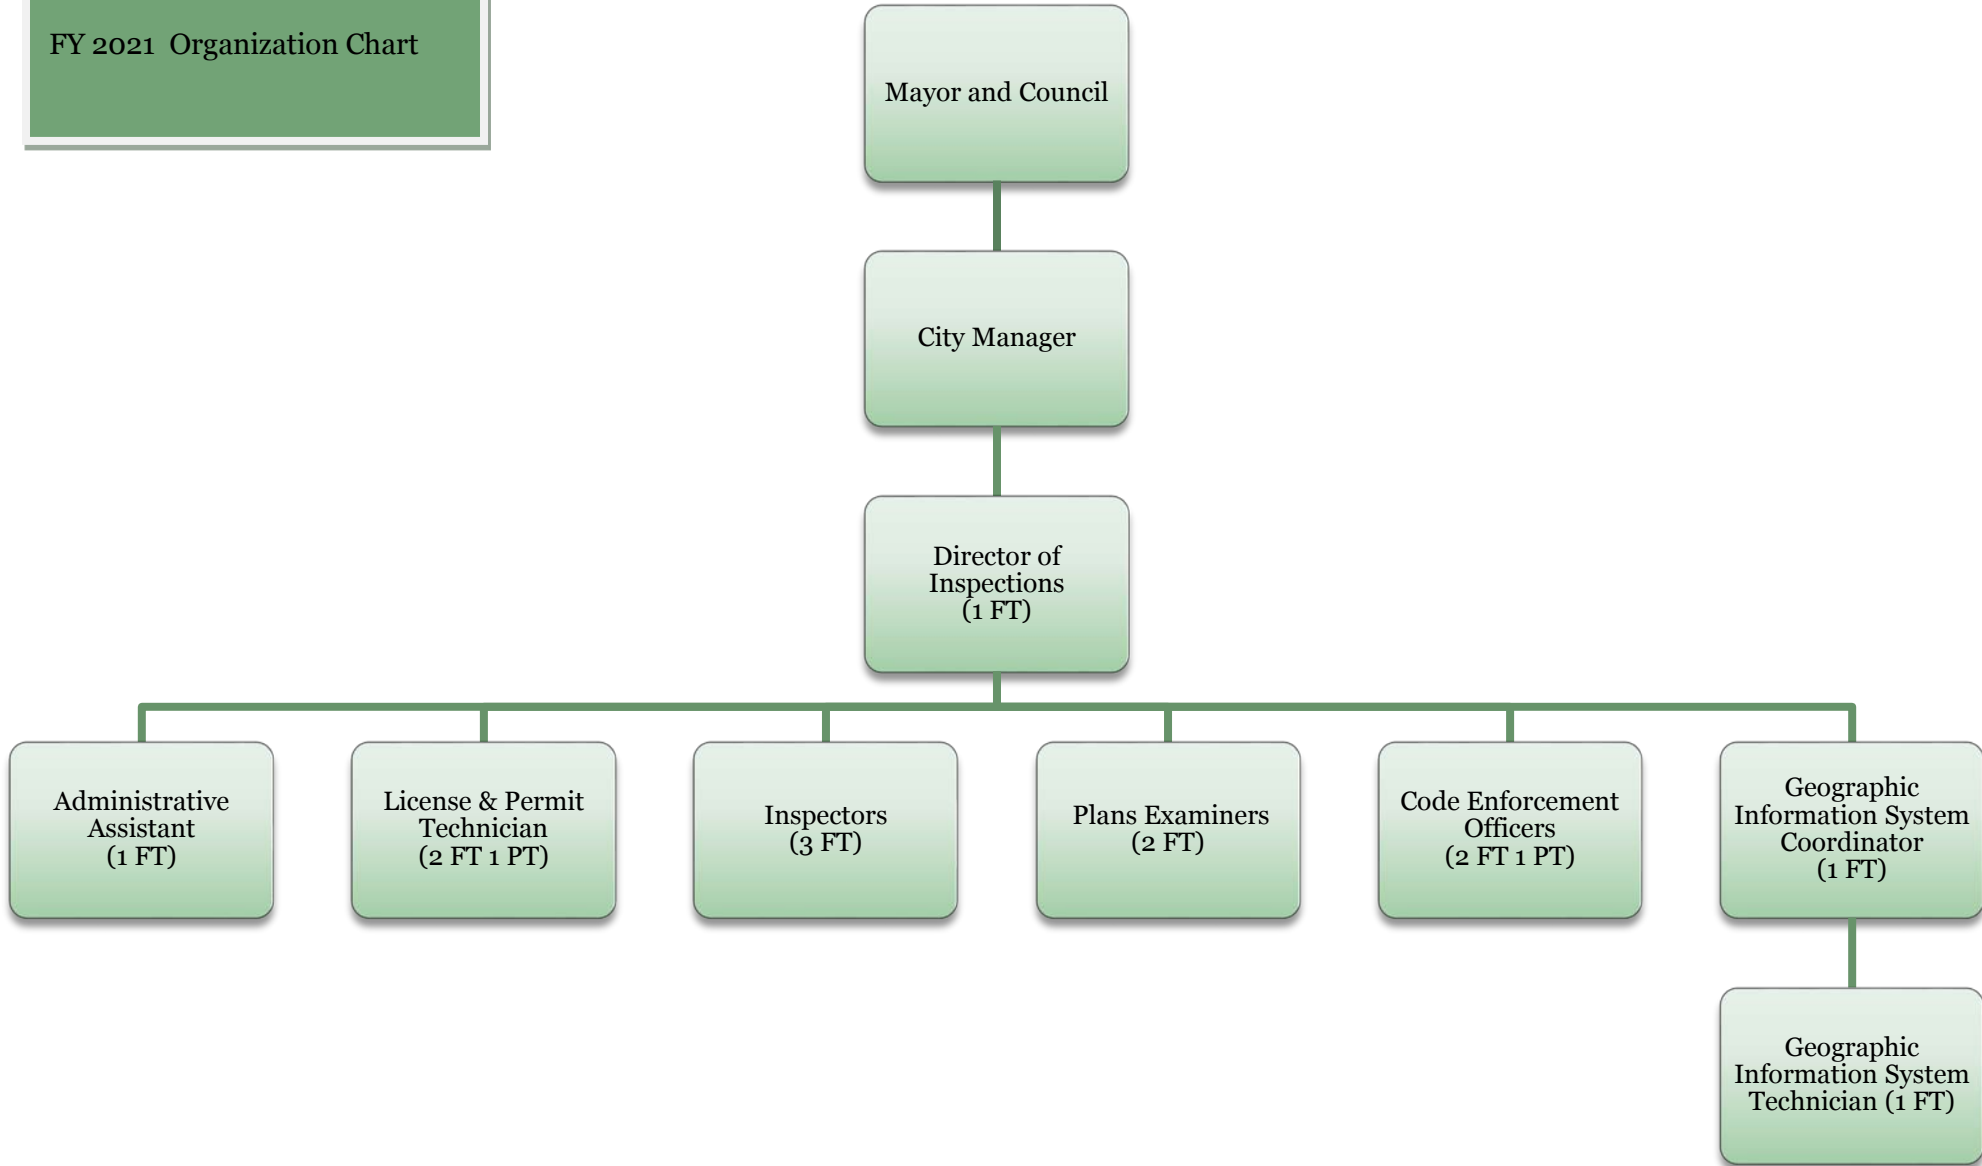 FY 2021  Organization Chart
Mayor and Council
City Manager
Director of
Inspections
(1 FT)
Administrative
Assistant
(1 FT)
License & Permit
Technician
(2 FT 1 PT)
Inspectors
(3 FT)
Plans Examiners
(2 FT)
Code Enforcement
Officers
(2 FT 1 PT)
Geographic
Information System
Coordinator
(1 FT)
Geographic
Information System
Technician (1 FT)